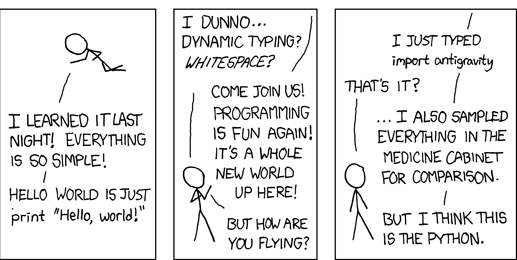 I LEARNED IT LAST
NIGHT! EVERYTHING
IS SO SIMPLE!
HELLO WORLD IS JUST
print "Hello, world!"
I DUNNO...
DYNAMIC TYPING?
WHITESPACE?
COME JOIN US!
PROGRAMMING
IS FUN AGAIN!
IT'S A WHOLE
NEW WORLD
UP HERE!
BUT HOW ARE
YOU FLYING?
I JUST TYPED
import antigravity
THAT'S IT?
... I ALSO SAMPLED
EVERYTHING IN THE
MEDICINE CABINET
FOR COMPARISON.
BUT I THINK THIS
IS THE PYTHON.